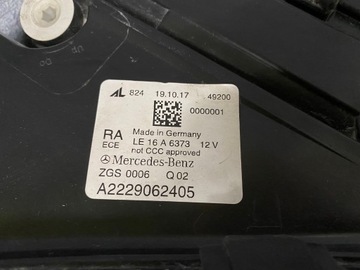 AL 824 19.10.17 49200
0000001
RA Made in Germany
ECE LE 16 A 6373 12 V
not CCC approved
Mercedes-Benz
ZGS 0006 Q 02
A2229062405